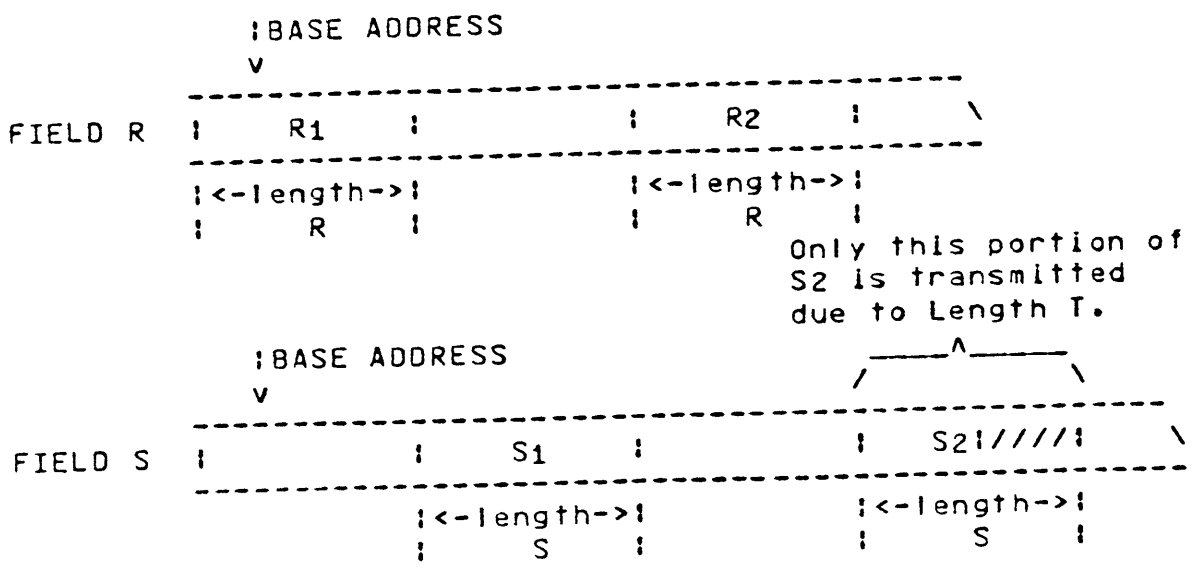 ¦BASE ADDRESS
v
FIELD R ¦ R1 ¦ ¦ R2 ¦ \
¦<-length->¦ ¦<-length->¦
¦ R ¦ ¦ R ¦
Only this portion of
S2 is transmitted
due to Length T.
¦BASE ADDRESS
v
FIELD S ¦ ¦ S1 ¦ ¦ S2¦////¦ \
¦<-length->¦ ¦<-length->¦
¦ S ¦ ¦ S ¦